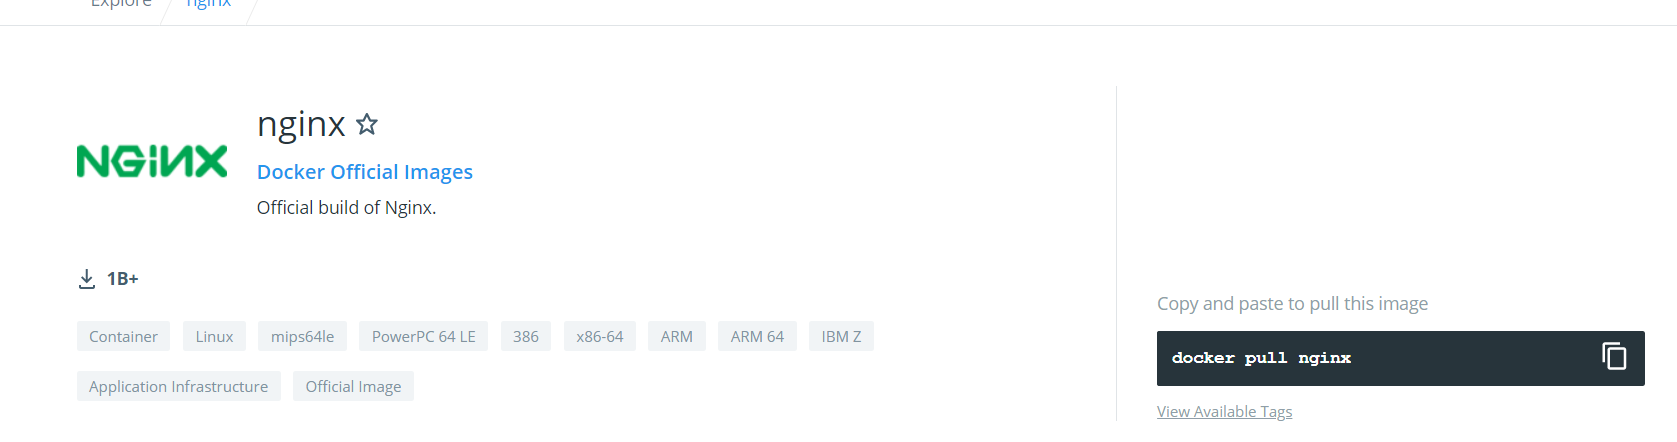 Explore nginx
nginx
NGINX
Docker Official Images
Official build of Nginx.
1B+
Container Linux mips64le PowerPC 64 LE 386 x86-64 ARM ARM 64 IBM Z
Application Infrastructure Official Image
Copy and paste to pull this image
docker pull nginx
View Available Tags